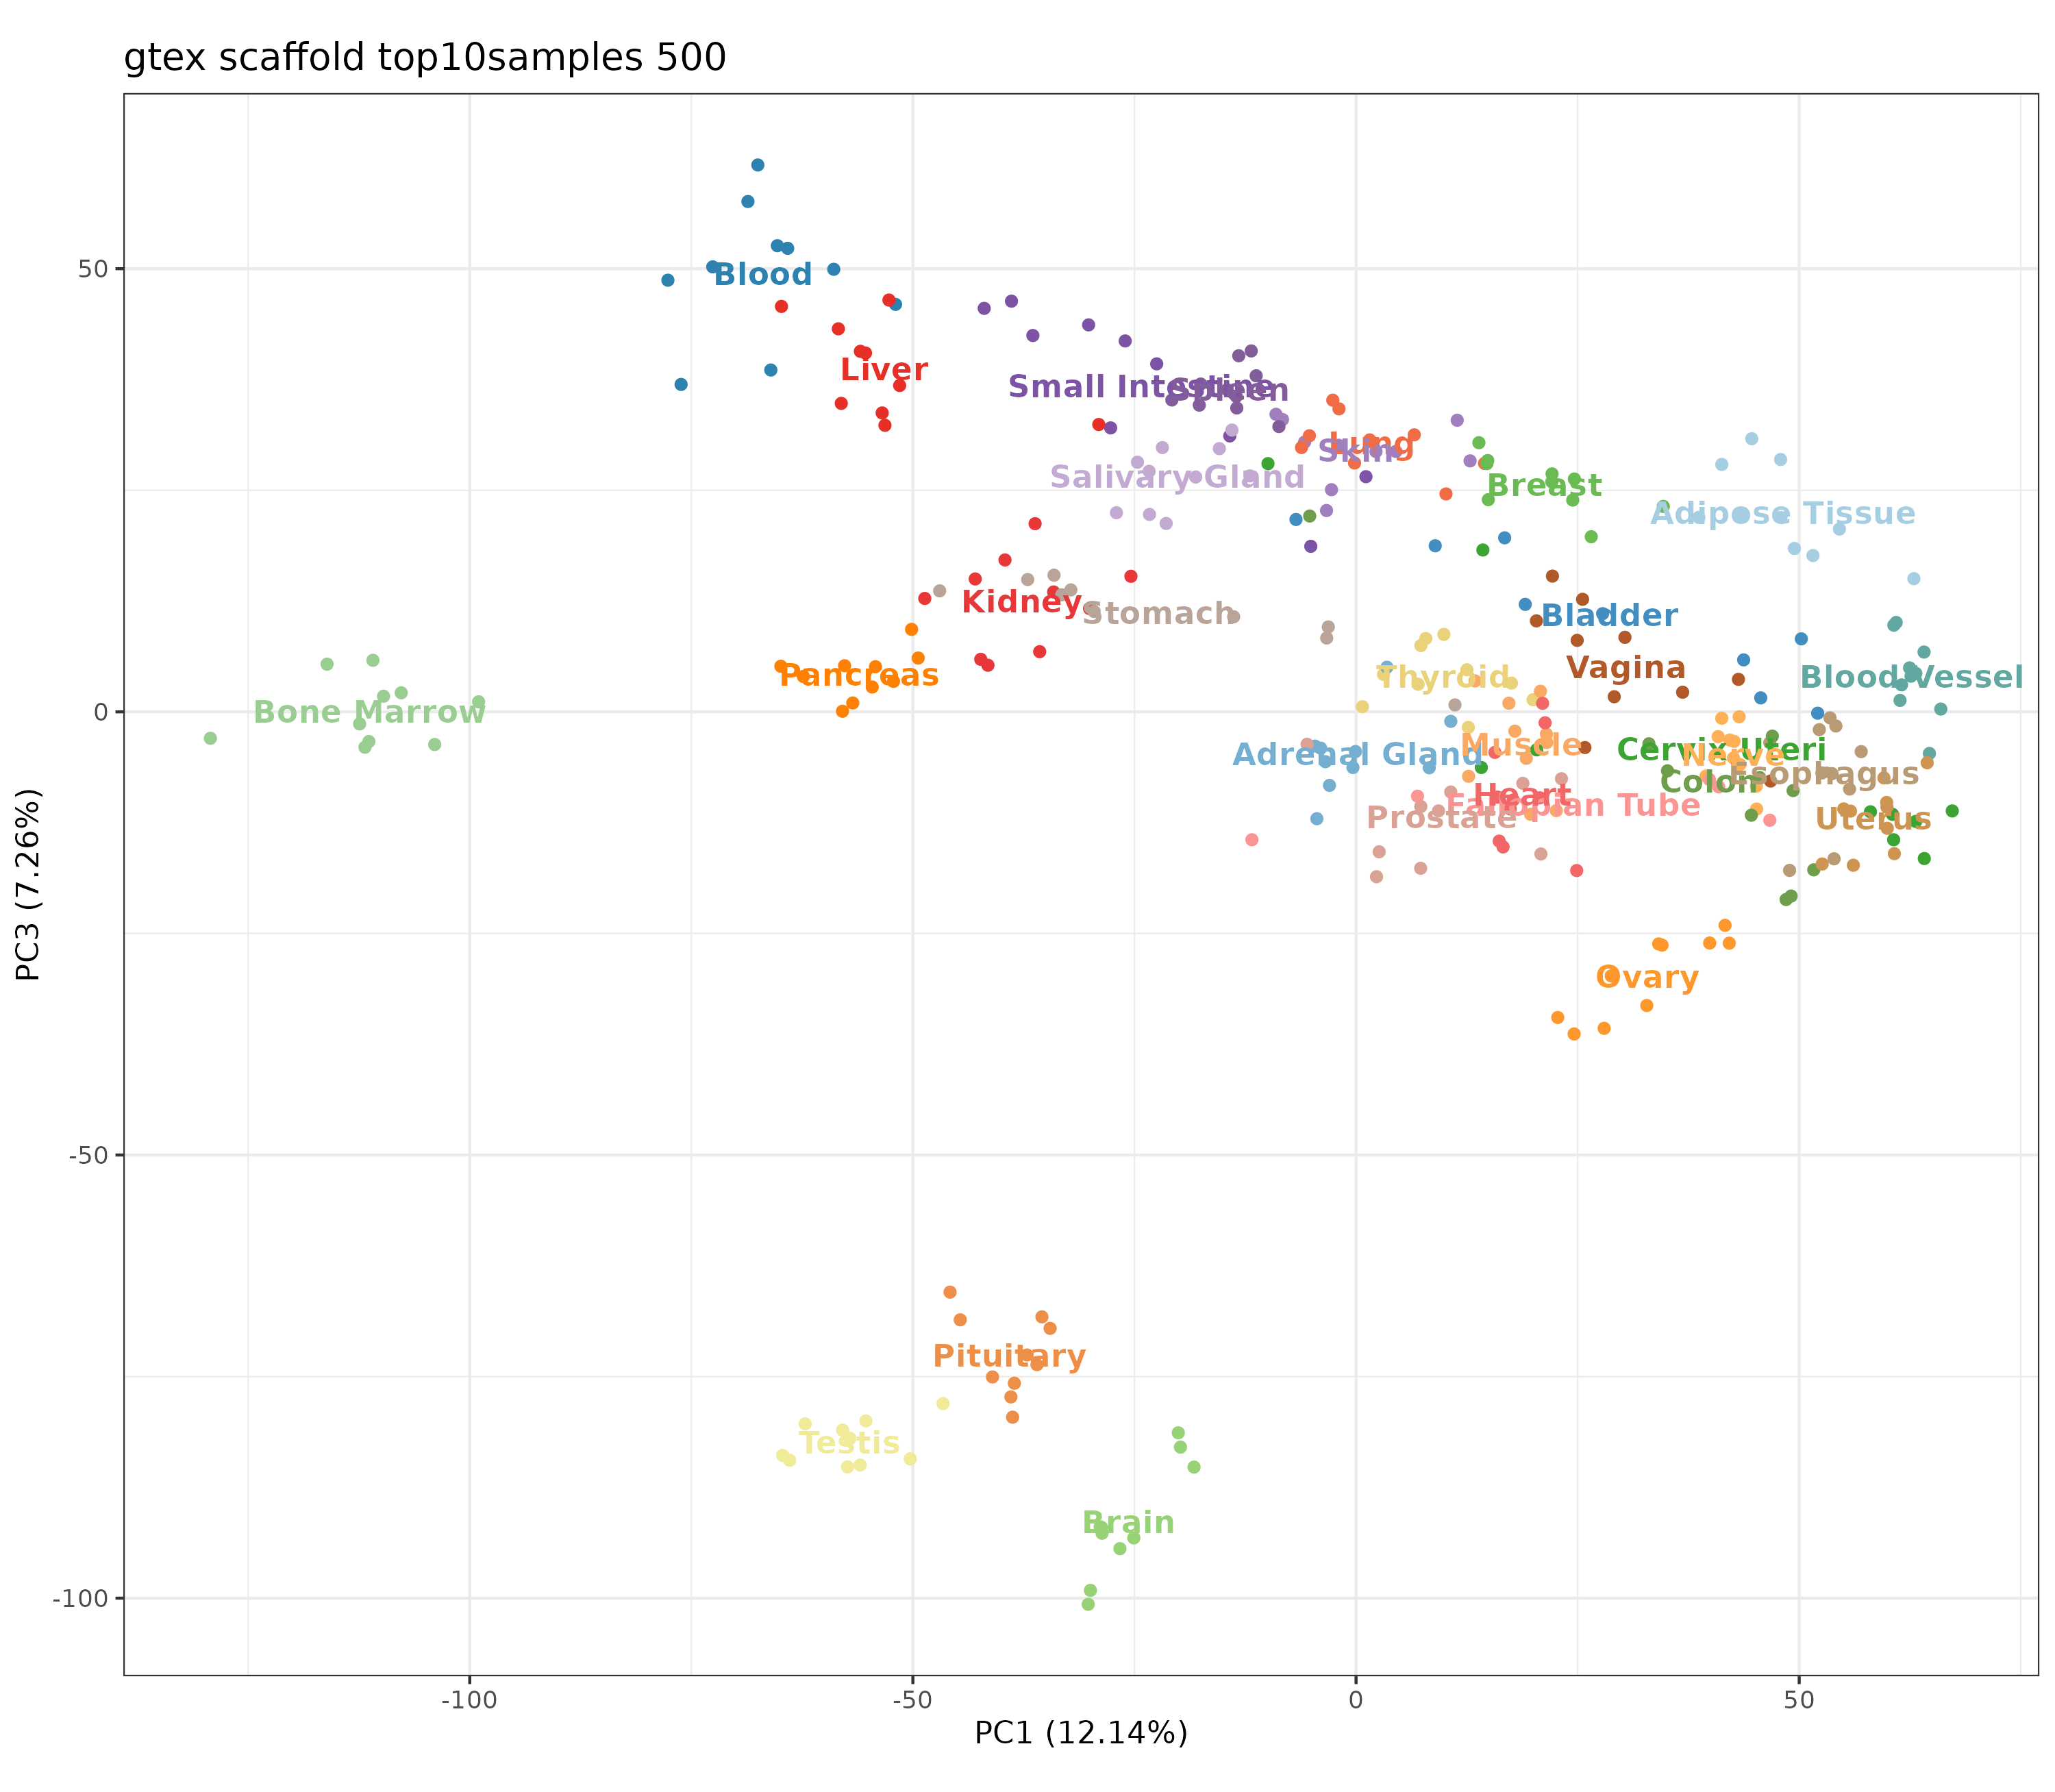 gtex scaffold top10samples 500
50
Blood
Liver
Small Intestine
Spleen
Lung
Skin
Salivary Gland
Breast
Adipose Tissue
Kidney
Stomach
Bladder
Vagina
Pancreas
Thyroid
Blood Vessel
0
Bone Marrow
Adrenal Gland
Muscle
Cervix Uteri
Nerve
Esophagus
Colon
Heart
Fallopian Tube
Prostate
Uterus
PC3 (7.26%)
Ovary
-50
Pituitary
Testis
Brain
-100
-100
-50
0
50
PC1 (12.14%)